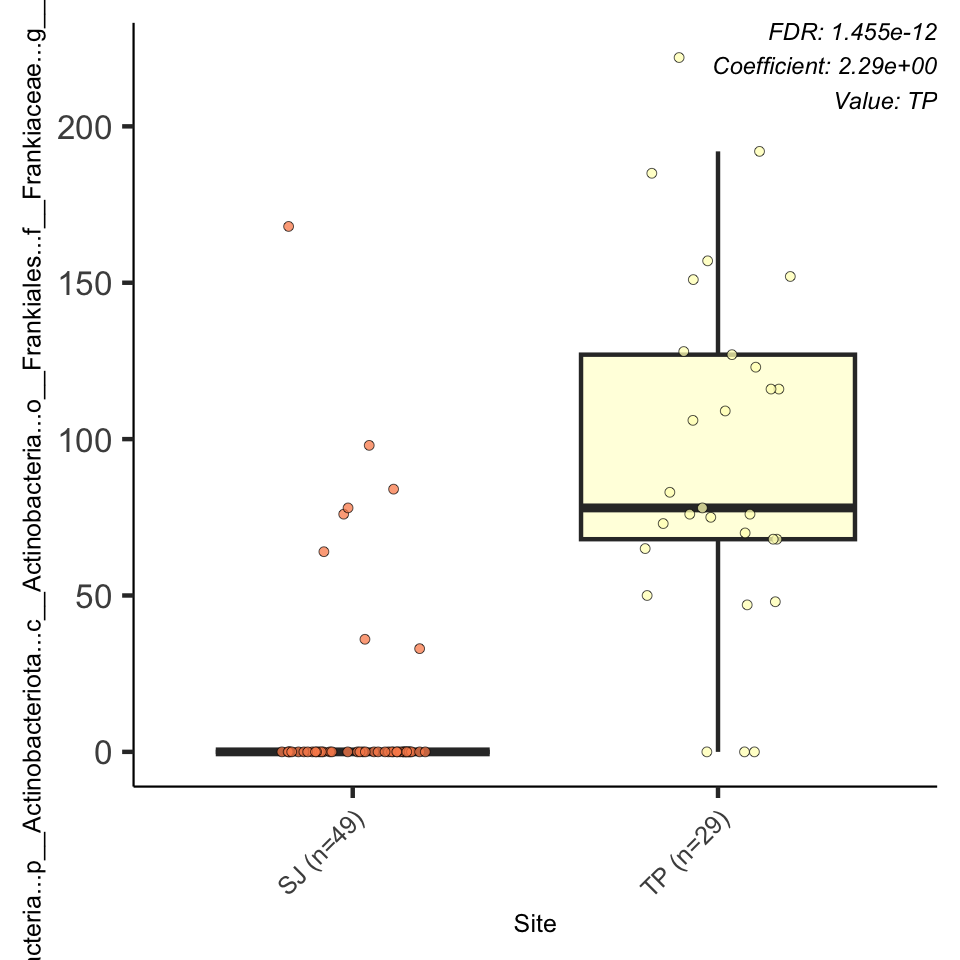 FDR: 1.455e-12
Coefficient: 2.29e+00
Value: TP
acteria...p__Actinobacteriota...c__Actinobacteria...o__Frankiales...f__Frankiaceae...g__
200
150
100
50
0
SJ (n=49)
TP (n=29)
Site